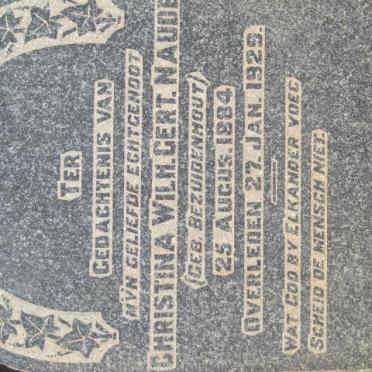 TER
GEDACHTENIS VAN
MYN GELIEFDE ECHTGENOOT
CHRISTINA WILH. GERT. NAUDE
(GEB. BEZUIDENHOUT)
25 AUGUS. 1884
OVERLEDEN 27. JAN. 1929.
WAT GOD BY ELKANDER VOEG
SCHEID DE MENSCH NIET